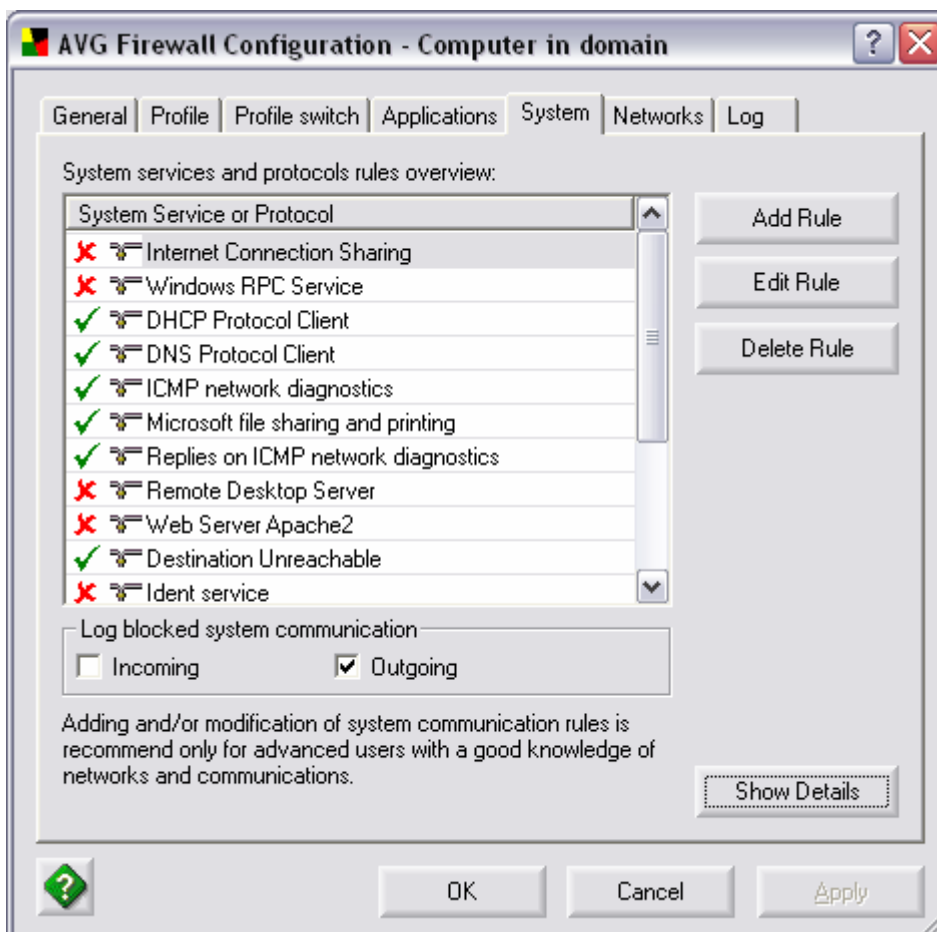 AVG Firewall Configuration - Computer in domain
General Profile Profile switch Applications System Networks Log
System services and protocols rules overview:
System Service or Protocol
Internet Connection Sharing
Windows RPC Service
DHCP Protocol Client
DNS Protocol Client
ICMP network diagnostics
Microsoft file sharing and printing
Replies on ICMP network diagnostics
Remote Desktop Server
Web Server Apache2
Destination Unreachable
Ident service
Add Rule
Edit Rule
Delete Rule
Log blocked system communication
Incoming Outgoing
Adding and/or modification of system communication rules is
recommend only for advanced users with a good knowledge of
networks and communications.
Show Details
OK Cancel Apply